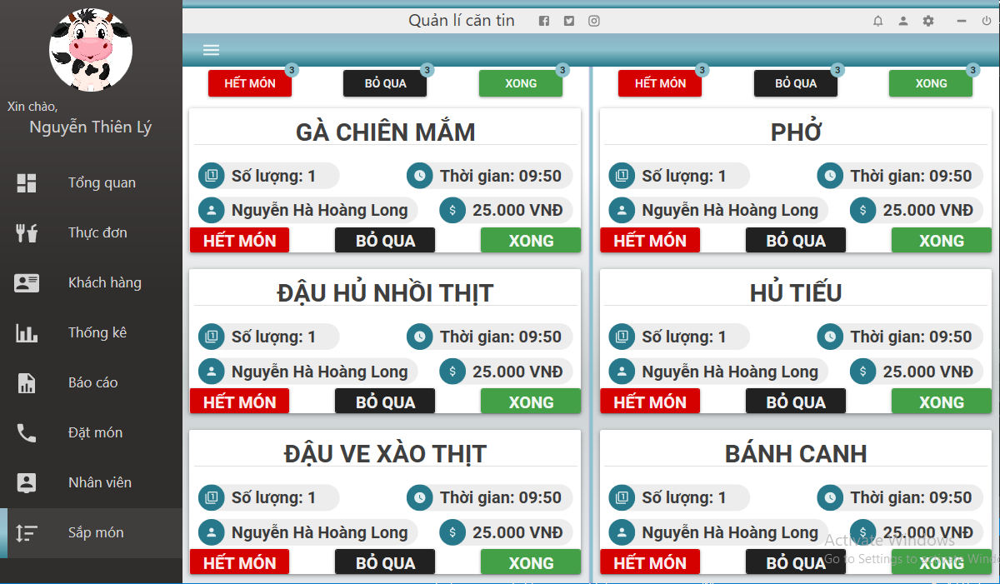 Quản lí căn tin
Xin chào,
Nguyễn Thiên Lý
Tổng quan
Thực đơn
Khách hàng
Thống kê
Báo cáo
Đặt món
Nhân viên
Sắp món
3 3 3
HẾT MÓN BỎ QUA XONG
GÀ CHIÊN MẮM
1 Số lượng: 1 Thời gian: 09:50
Nguyễn Hà Hoàng Long $ 25.000 VNĐ
HẾT MÓN BỎ QUA XONG
ĐẬU HỦ NHỒI THỊT
1 Số lượng: 1 Thời gian: 09:50
Nguyễn Hà Hoàng Long $ 25.000 VNĐ
HẾT MÓN BỎ QUA XONG
ĐẬU VE XÀO THỊT
1 Số lượng: 1 Thời gian: 09:50
Nguyễn Hà Hoàng Long $ 25.000 VNĐ
HẾT MÓN BỎ QUA XONG
3 3 3
HẾT MÓN BỎ QUA XONG
PHỞ
1 Số lượng: 1 Thời gian: 09:50
Nguyễn Hà Hoàng Long $ 25.000 VNĐ
HẾT MÓN BỎ QUA XONG
HỦ TIẾU
1 Số lượng: 1 Thời gian: 09:50
Nguyễn Hà Hoàng Long $ 25.000 VNĐ
HẾT MÓN BỎ QUA XONG
BÁNH CANH
1 Số lượng: 1 Thời gian: 09:50
Nguyễn Hà Hoàng Long $ 25.000 VNĐ
HẾT MÓN BỎ QUA XONG
Activate Windows
Go to Settings to activate Wind